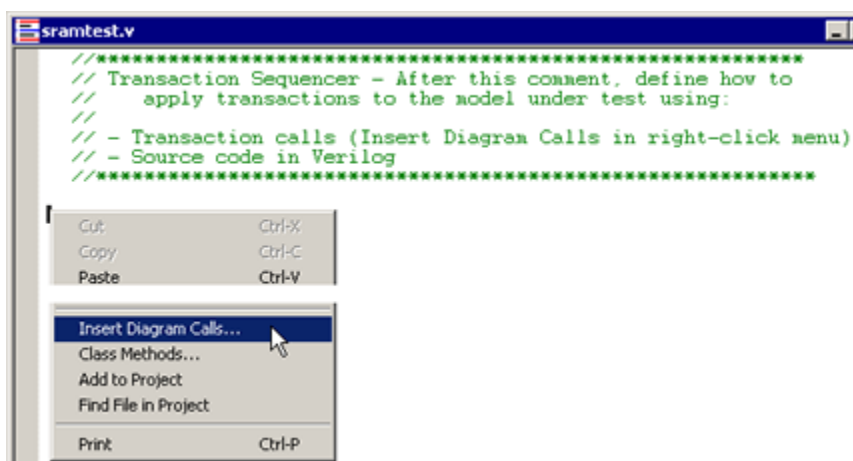 sramtest.v
//***********************************************************
// Transaction Sequencer - After this comment, define how to
//    apply transactions to the model under test using:
//
// - Transaction calls (Insert Diagram Calls in right-click menu)
// - Source code in Verilog
//************************************************************
Cut Ctrl-X
Copy Ctrl-C
Paste Ctrl-V
Insert Diagram Calls...
Class Methods...
Add to Project
Find File in Project
Print Ctrl-P